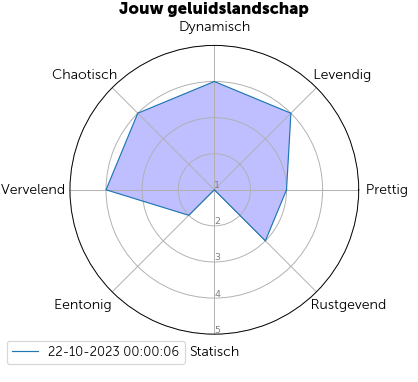 Jouw geluidslandschap
Dynamisch
Chaotisch
Levendig
Vervelend
1
Prettig
2
3
4
Eentonig
Rustgevend
5
22-10-2023 00:00:06
Statisch